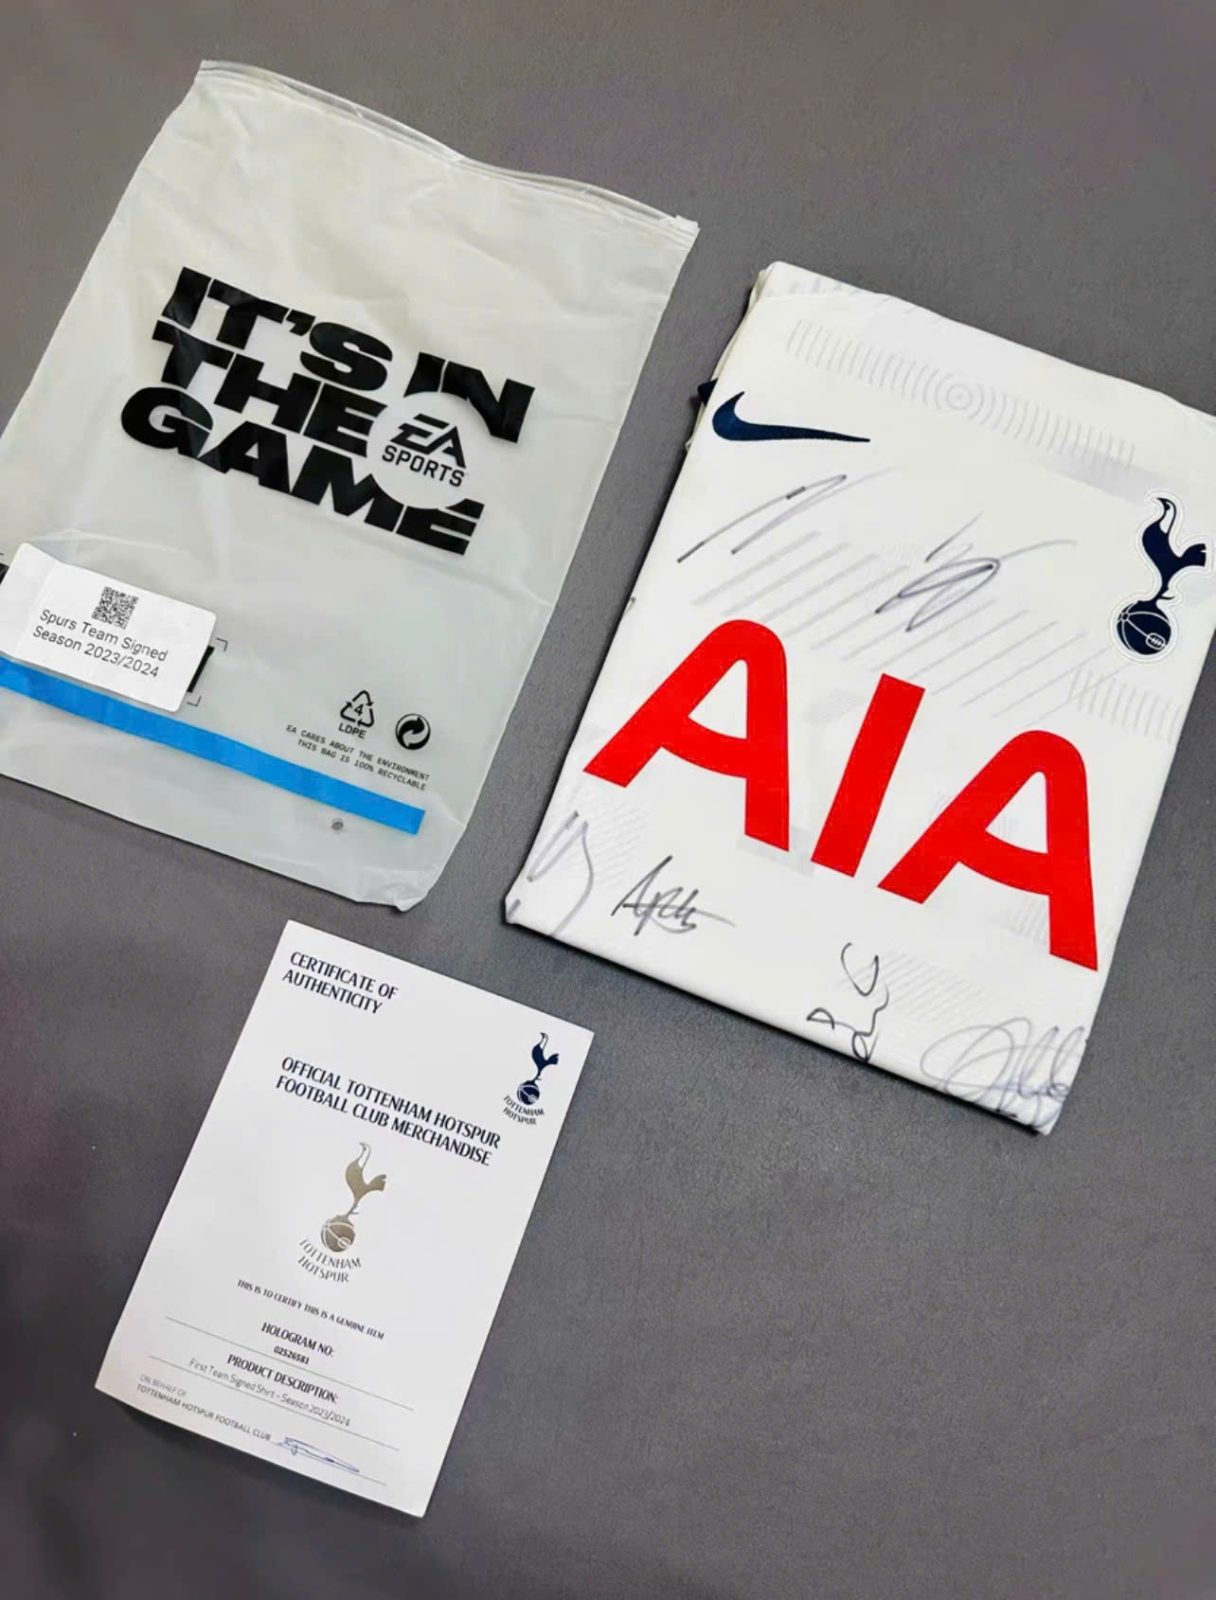 IT'S IN
THE
GAME
EA
SPORTS
Spurs Team Signed
Season 2023/2024
4
LDPE
EA CARES ABOUT THE ENVIRONMENT
THIS BAG IS 100% RECYCLABLE
AIA
CERTIFICATE OF
AUTHENTICITY
TOTTENHAM
HOTSPUR
OFFICIAL TOTTENHAM HOTSPUR
FOOTBALL CLUB MERCHANDISE
TOTTENHAM
HOTSPUR
THIS IS TO CERTIFY THIS IS A GENUINE ITEM
HOLOGRAM NO:
02526581
PRODUCT DESCRIPTION:
First Team Signed Shirt - Season 2023/2024
ON BEHALF OF
TOTTENHAM HOTSPUR FOOTBALL CLUB